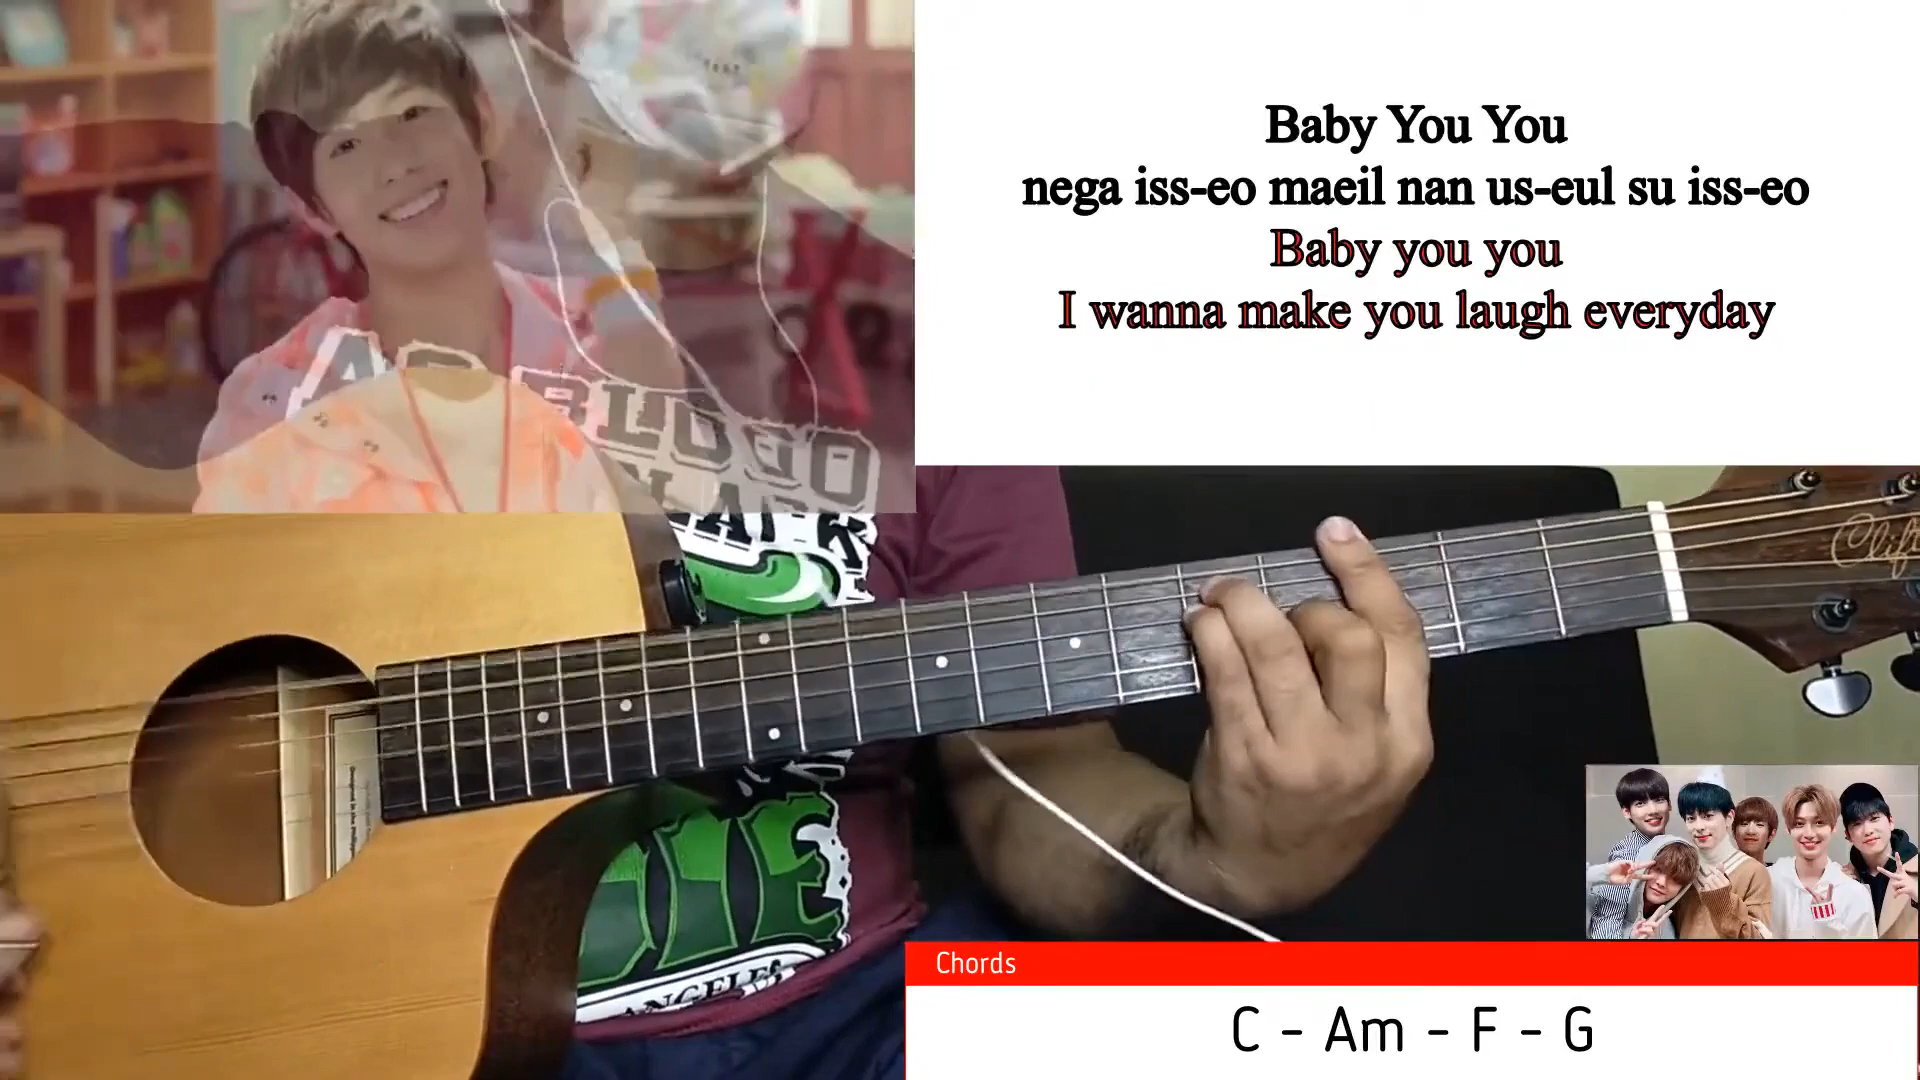 Baby You You
nega iss-eo maeil nan us-eul su iss-eo
Baby you you
I wanna make you laugh everyday
Chords
C - Am - F - G
ANGELES